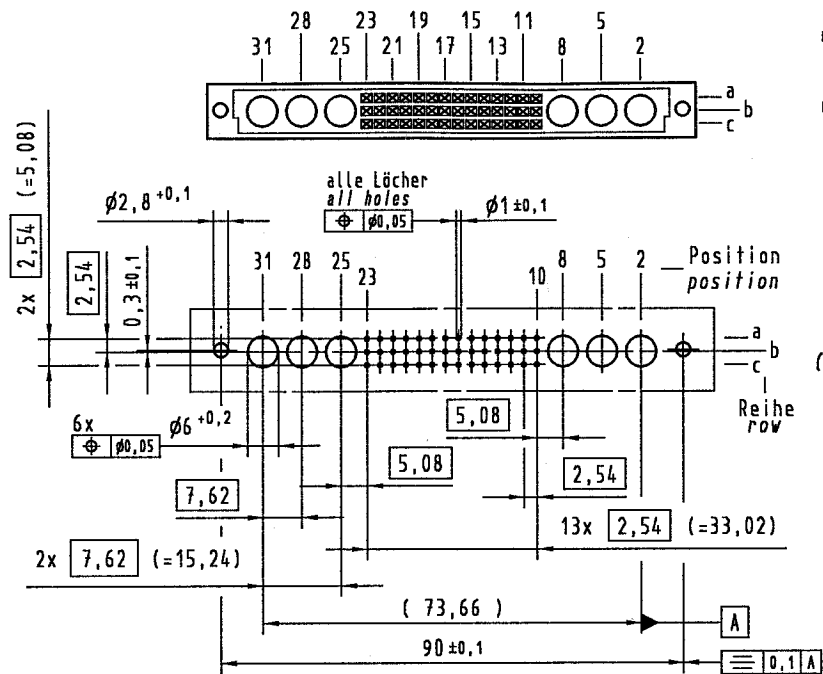 23 19 15 11
28 5
31 25 21 17 13 8 2
a
b
c
2x 2,54 (=5,08)
2,54
0,3±0,1
Ø2,8 +0,1
alle Löcher
all holes
⌖ Ø0,05
Ø1±0,1
31 28 25 23 10 8 5 2
Position
position
a
b
c
Reihe
row
6x Ø6 +0,2
⌖ Ø0,05
5,08
5,08
2,54
7,62
13x 2,54 (=33,02)
2x 7,62 (=15,24)
( 73,66 )
A
90±0,1
⌯ 0,1 A